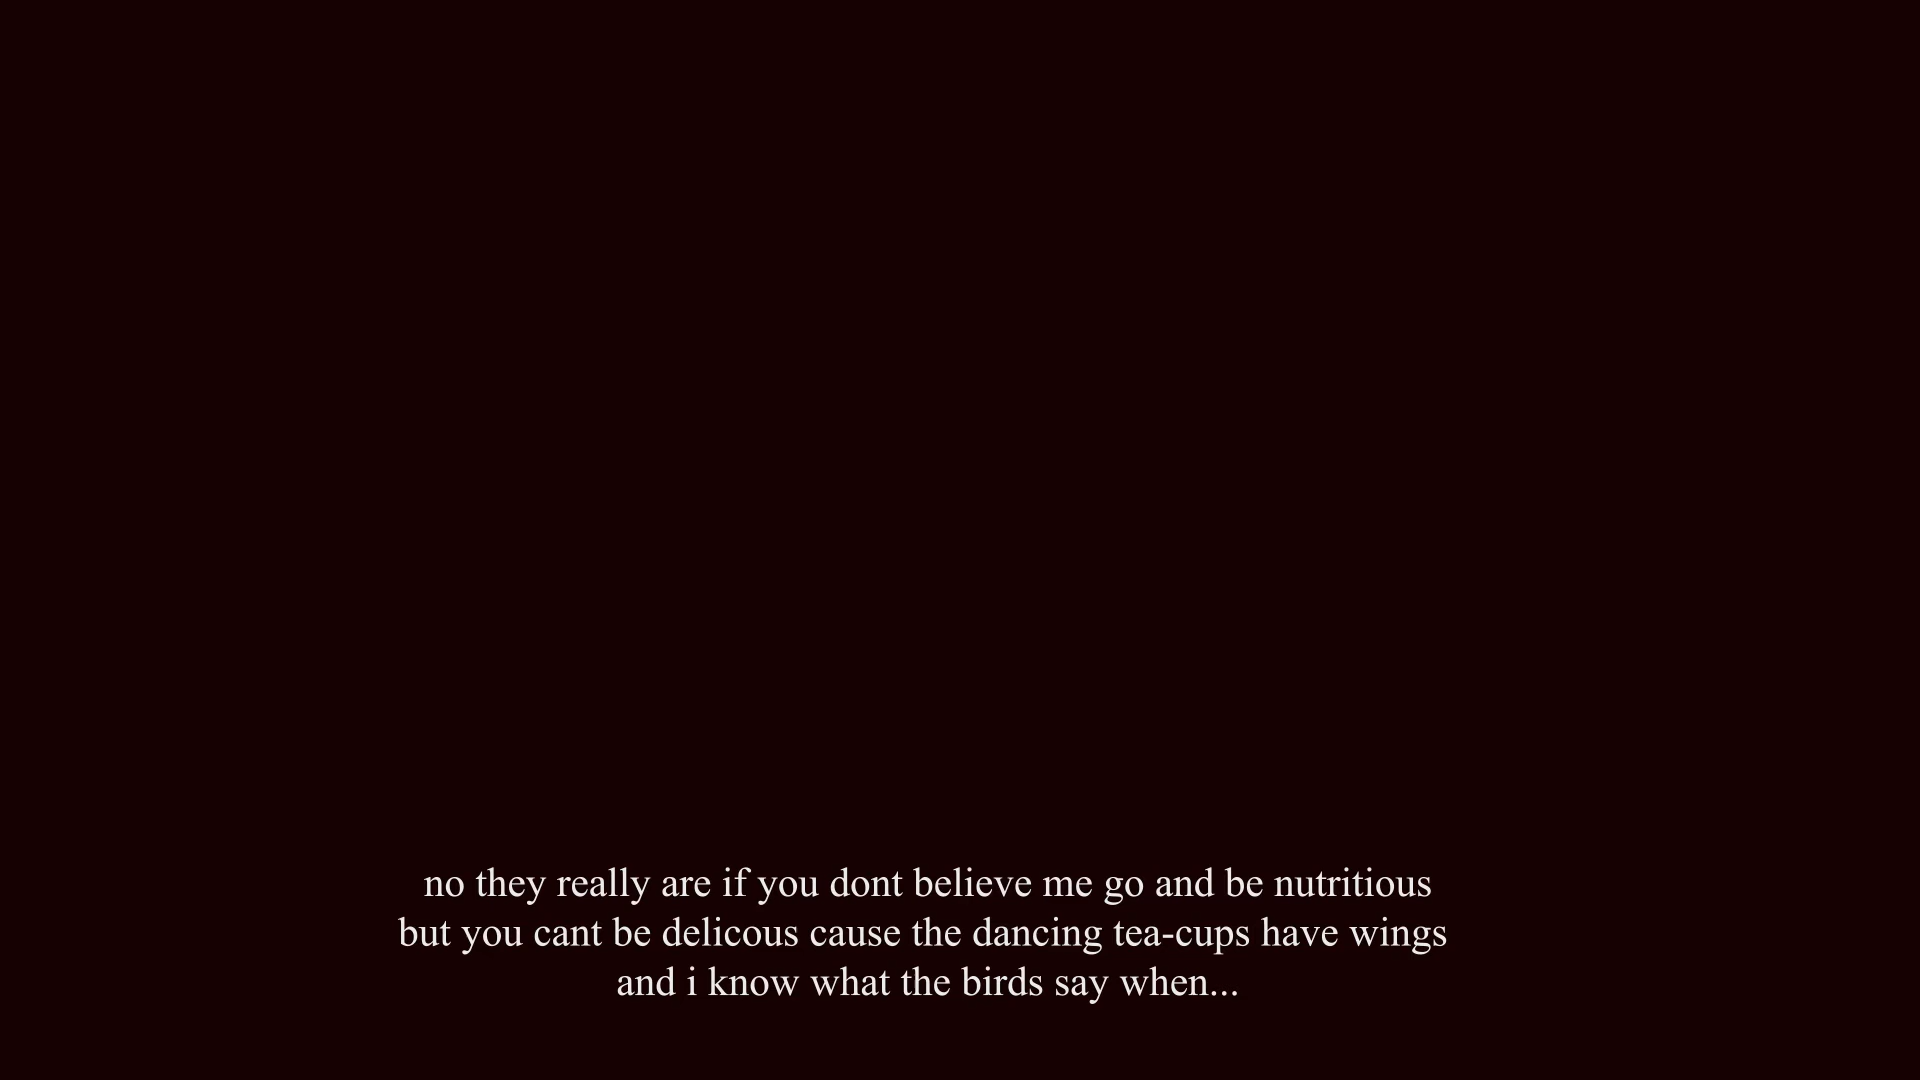 no they really are if you dont believe me go and be nutritious
but you cant be delicous cause the dancing tea-cups have wings
and i know what the birds say when...